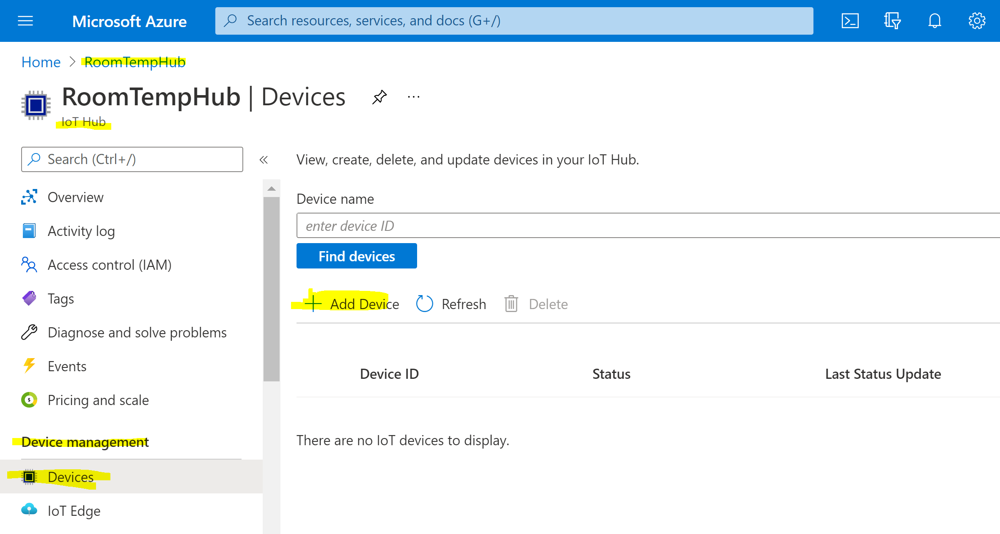 Microsoft Azure
Search resources, services, and docs (G+/)
Home > RoomTempHub
RoomTempHub | Devices ...
IoT Hub
Search (Ctrl+/)
Overview
Activity log
Access control (IAM)
Tags
Diagnose and solve problems
Events
Pricing and scale
Device management
Devices
IoT Edge
View, create, delete, and update devices in your IoT Hub.
Device name
enter device ID
Find devices
Add Device Refresh Delete
Device ID Status Last Status Update
There are no IoT devices to display.